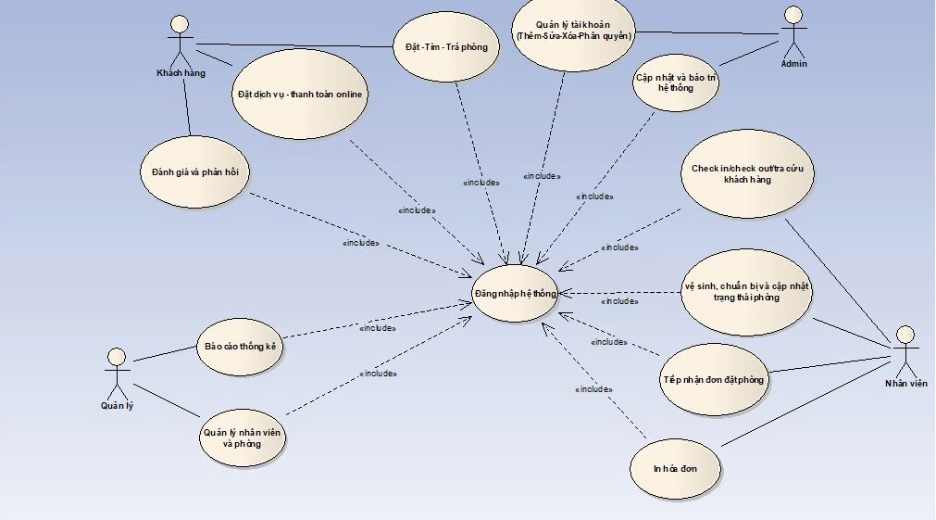 Quản lý tài khoản
(Thêm-Sửa-Xóa-Phân quyền)
Đặt -Tìm - Trả phòng
Admin
Khách hàng
Cập nhật và bảo trì
hệ thống
Đặt dịch vụ - thanh toán online
Đánh giá và phản hồi
Check in/check out/tra cứu
khách hàng
«include»
«include»
«include»
«include»
«include»
«include»
Đăng nhập hệ thống
vệ sinh, chuẩn bị và cập nhật
trạng thái phòng
«include»
«include»
Báo cáo thống kê
«include»
Tiếp nhận đơn đặt phòng
Nhân viên
«include»
«include»
Quản lý
Quản lý nhân viên
và phòng
In hóa đơn